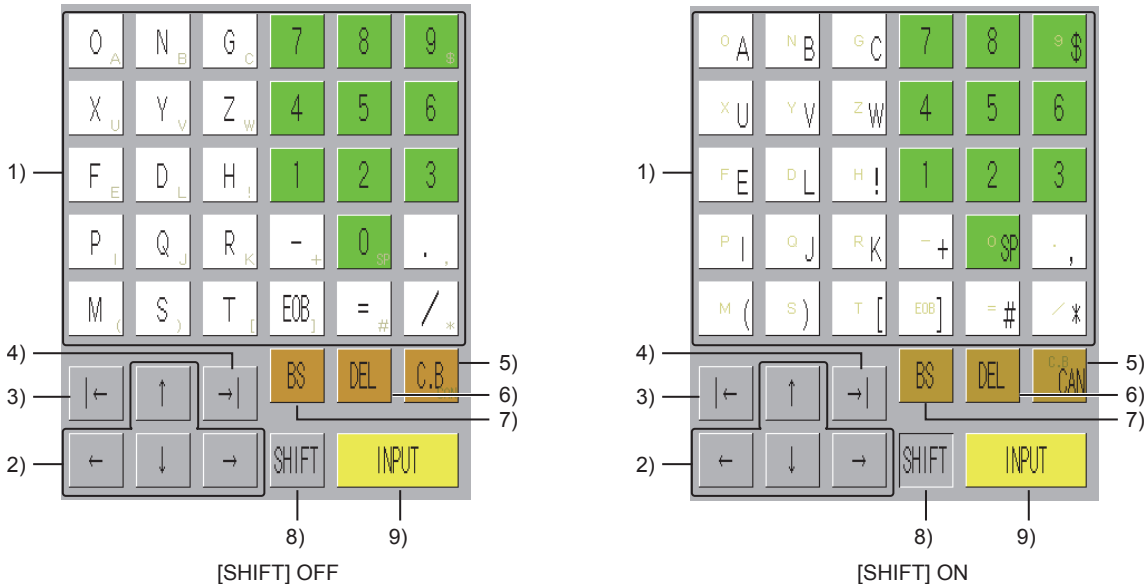 O A N B G C 7 8 9 $
X U Y V Z W 4 5 6
1) F E D L H ! 1 2 3
P I Q J R K - + 0 SP . ,
M ( S ) T [ EOB ] = # / *
4) BS DEL C.B 5)
3) |← ↑ →| 6)
7)
2) ← ↓ → SHIFT INPUT
8) 9)
[SHIFT] OFF
O A N B G C 7 8 9 $
X U Y V Z W 4 5 6
1) F E D L H ! 1 2 3
P I Q J R K - + 0 SP . ,
M ( S ) T [ EOB ] = # / *
4) BS DEL C.B CAN 5)
3) |← ↑ →| 6)
7)
2) ← ↓ → SHIFT INPUT
8) 9)
[SHIFT] ON